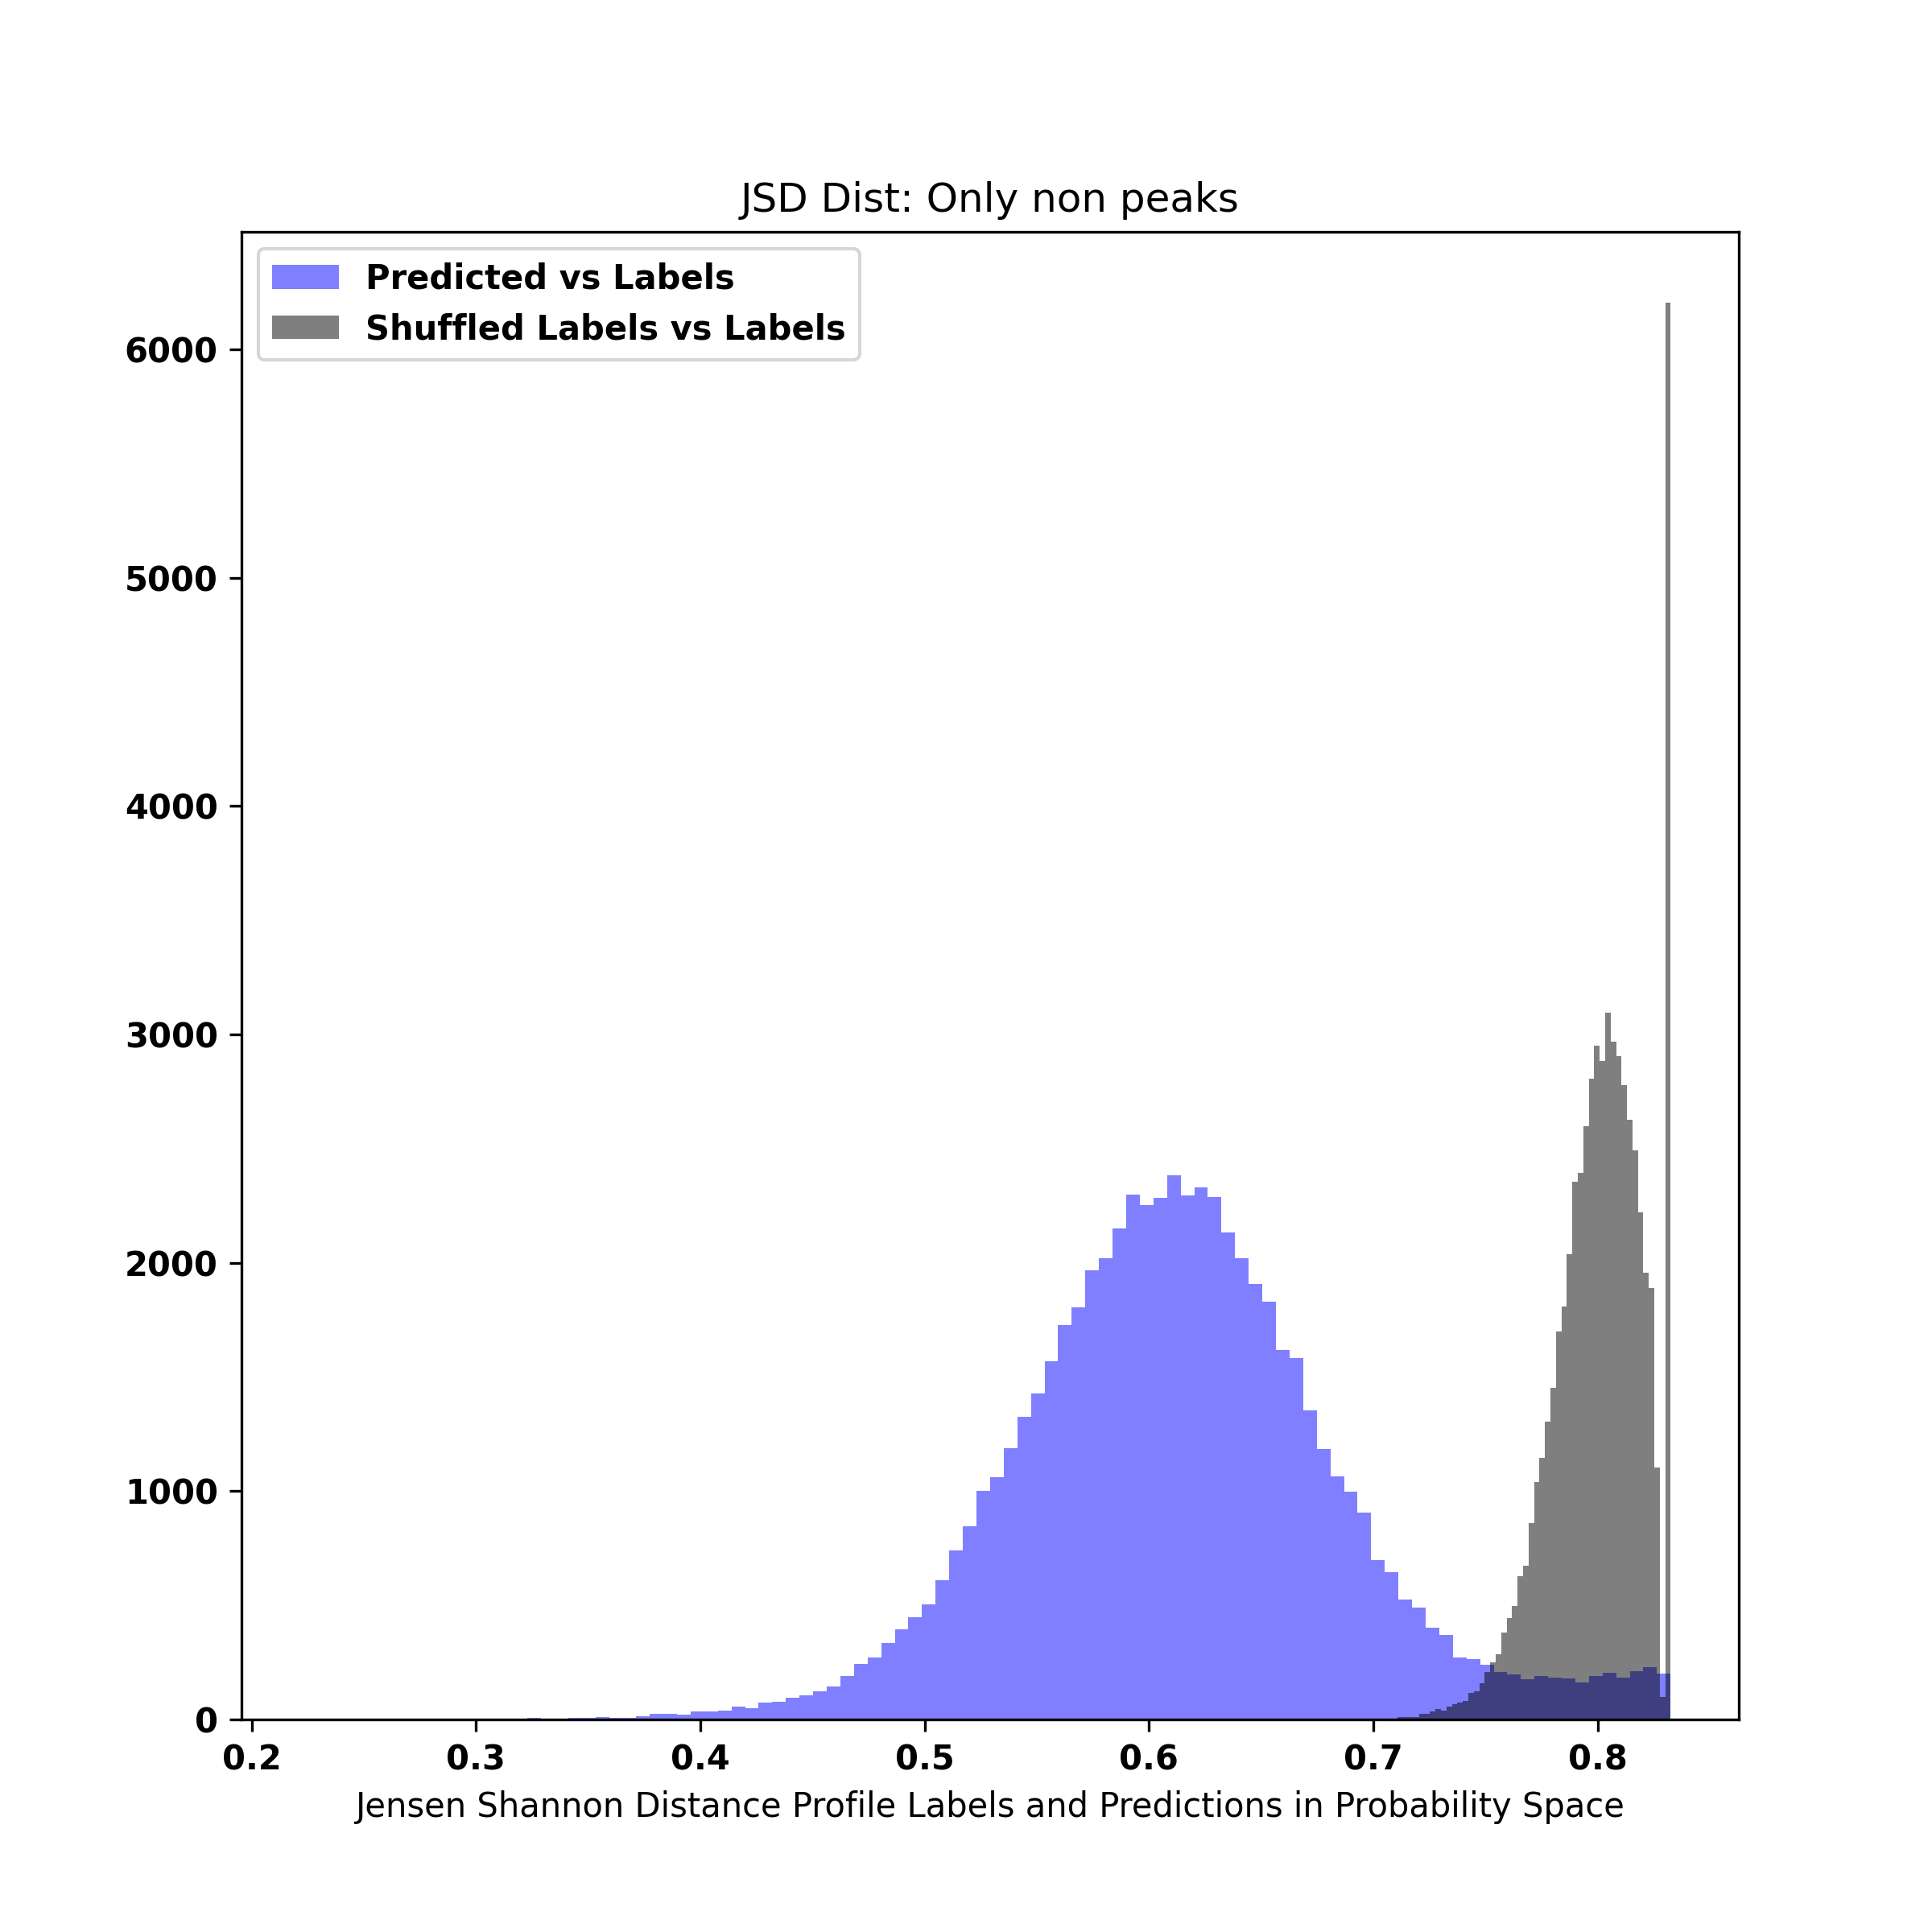 JSD Dist: Only non peaks
Predicted vs Labels
Shuffled Labels vs Labels
6000
5000
4000
3000
2000
1000
0
0.2 0.3 0.4 0.5 0.6 0.7 0.8
Jensen Shannon Distance Profile Labels and Predictions in Probability Space